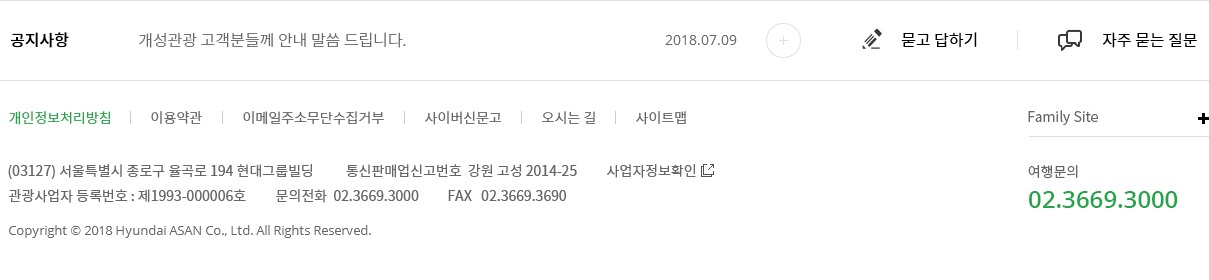 공지사항 개성관광 고객분들께 안내 말씀 드립니다. 2018.07.09 묻고 답하기 자주 묻는 질문
개인정보처리방침 이용약관 이메일주소무단수집거부 사이버신문고 오시는 길 사이트맵 Family Site
(03127) 서울특별시 종로구 율곡로 194 현대그룹빌딩 통신판매업신고번호 강원 고성 2014-25 사업자정보확인 여행문의
관광사업자 등록번호 : 제1993-000006호 문의전화 02.3669.3000 FAX 02.3669.3690 02.3669.3000
Copyright © 2018 Hyundai ASAN Co., Ltd. All Rights Reserved.